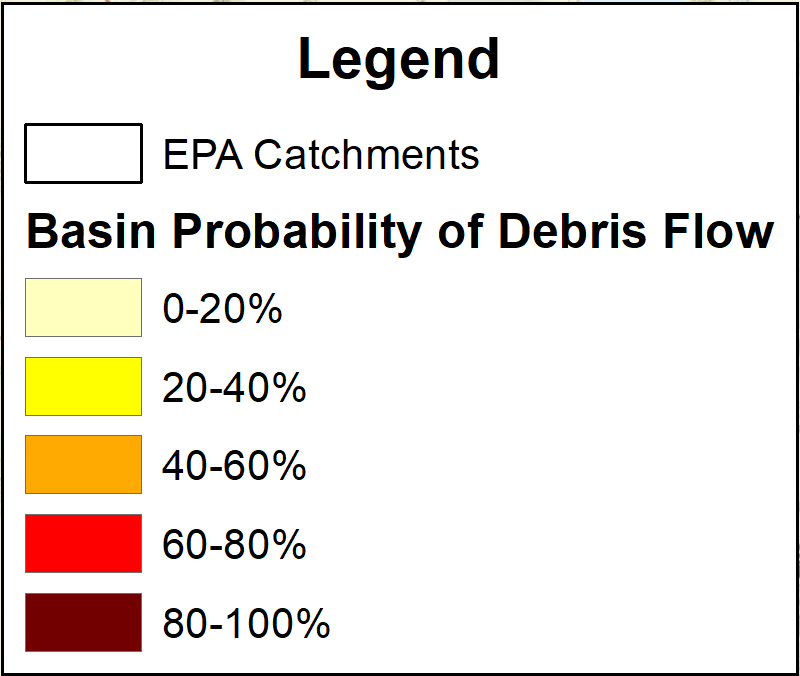 Legend
EPA Catchments
Basin Probability of Debris Flow
0-20%
20-40%
40-60%
60-80%
80-100%